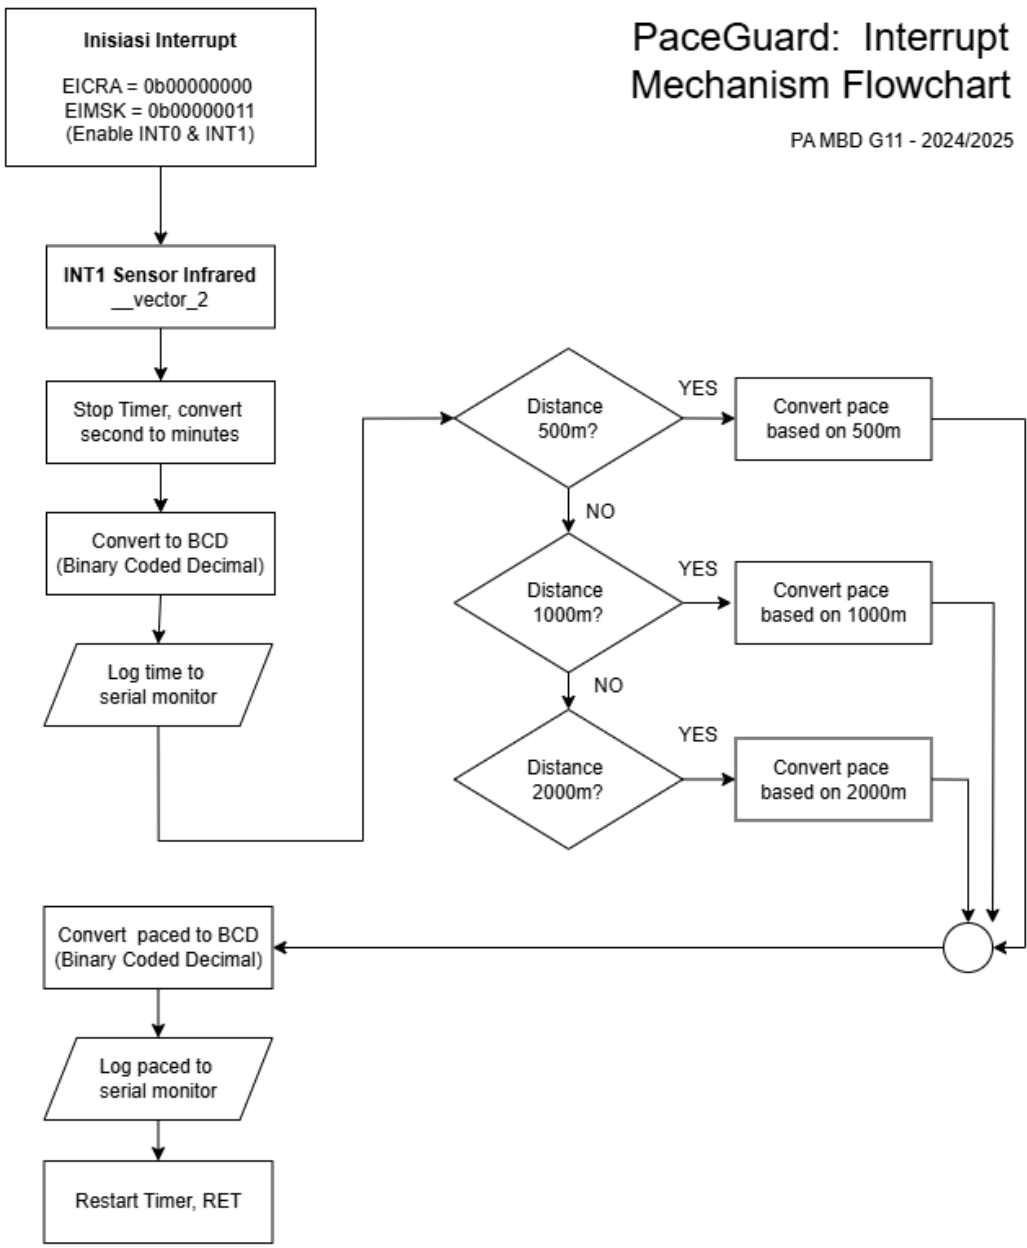 PaceGuard: Interrupt
Mechanism Flowchart
PA MBD G11 - 2024/2025
Inisiasi Interrupt
EICRA = 0b00000000
EIMSK = 0b00000011
(Enable INT0 & INT1)
INT1 Sensor Infrared
__vector_2
Stop Timer, convert
second to minutes
Convert to BCD
(Binary Coded Decimal)
Log time to
serial monitor
Distance
500m?
YES
Convert pace
based on 500m
NO
Distance
1000m?
YES
Convert pace
based on 1000m
NO
Distance
2000m?
YES
Convert pace
based on 2000m
Convert paced to BCD
(Binary Coded Decimal)
Log paced to
serial monitor
Restart Timer, RET